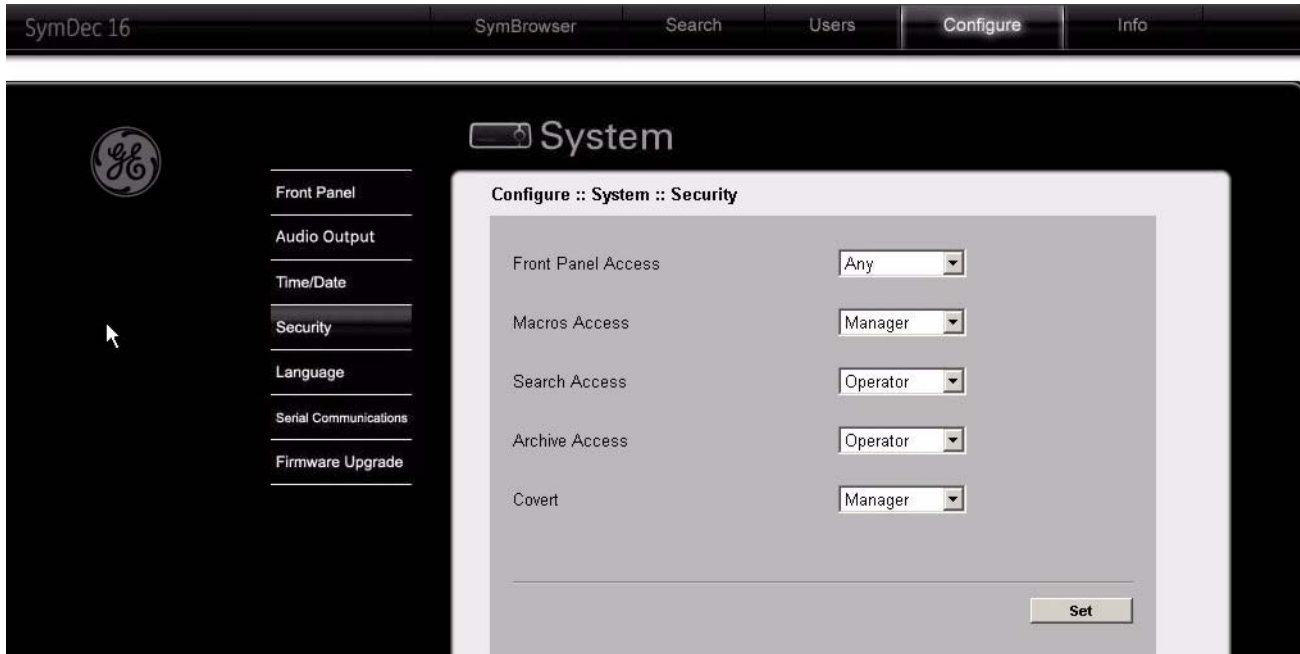 SymDec 16
SymBrowser
Search
Users
Configure
Info
GE
System
Front Panel
Audio Output
Time/Date
Security
Language
Serial Communications
Firmware Upgrade
Configure :: System :: Security
Front Panel Access
Any
Macros Access
Manager
Search Access
Operator
Archive Access
Operator
Covert
Manager
Set